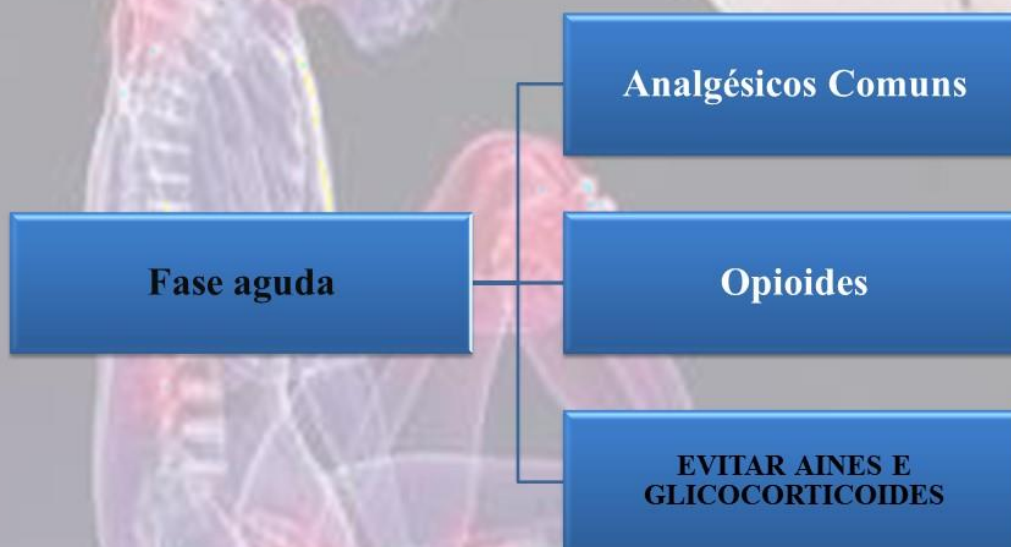 Analgésicos Comuns
Fase aguda
Opioides
EVITAR AINES E
GLICOCORTICOIDES